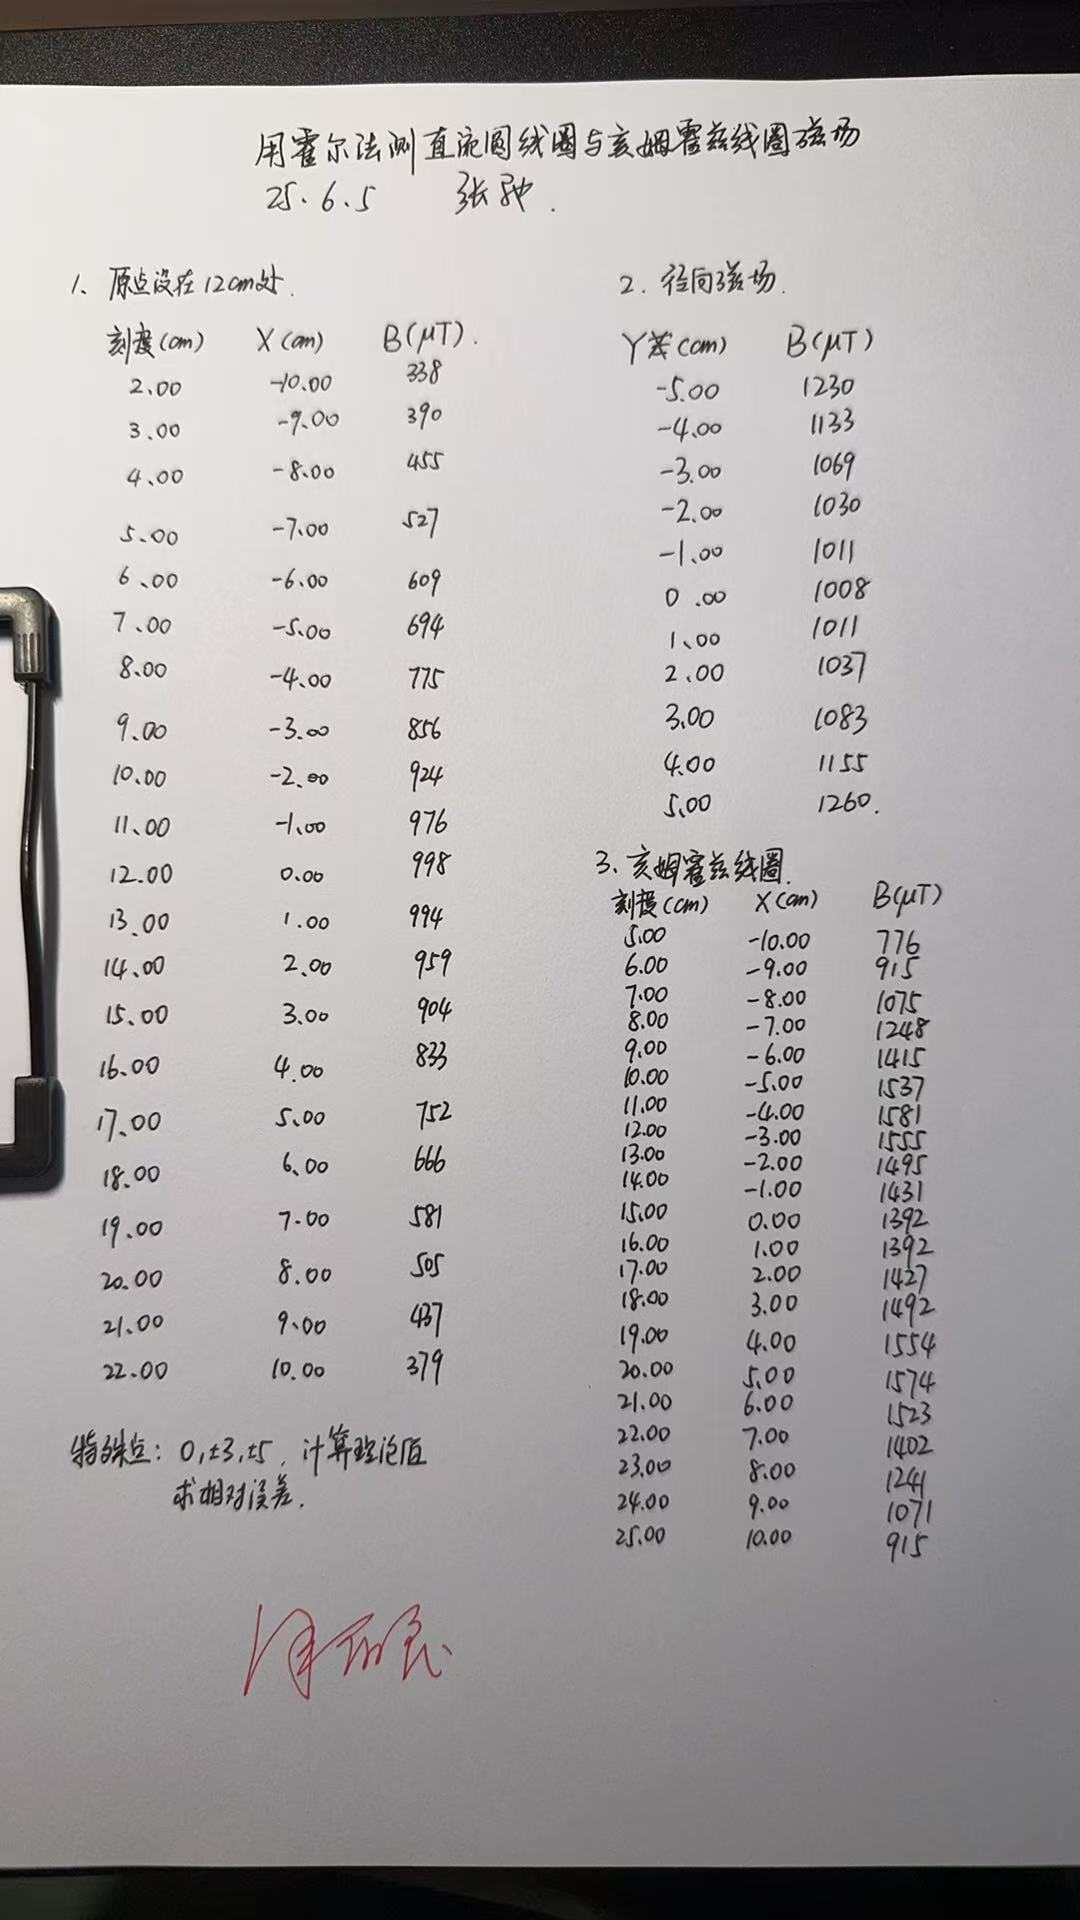 用霍尔法测直流圆线圈与亥姆霍兹线圈磁场
25.6.5 张
1、原点设在12cm处.
刻度(cm) X(cm) B(μT).
2.00 -10.00 338
3.00 -9.00 390
4.00 -8.00 455
5.00 -7.00 527
6.00 -6.00 609
7.00 -5.00 694
8.00 -4.00 775
9.00 -3.00 856
10.00 -2.00 924
11.00 -1.00 976
12.00 0.00 998
13.00 1.00 994
14.00 2.00 959
15.00 3.00 904
16.00 4.00 833
17.00 5.00 752
18.00 6.00 666
19.00 7.00 581
20.00 8.00 505
21.00 9.00 437
22.00 10.00 379
特殊点: 0,±3,±5, 计算理论值
求相对误差.
2. 径向磁场.
Y(cm) B(μT)
-5.00 1230
-4.00 1133
-3.00 1069
-2.00 1030
-1.00 1011
0.00 1008
1.00 1011
2.00 1037
3.00 1083
4.00 1155
5.00 1260.
3、亥姆霍兹线圈.
刻度(cm) X(cm) B(μT)
5.00 -10.00 776
6.00 -9.00 915
7.00 -8.00 1075
8.00 -7.00 1248
9.00 -6.00 1415
10.00 -5.00 1537
11.00 -4.00 1581
12.00 -3.00 1555
13.00 -2.00 1495
14.00 -1.00 1431
15.00 0.00 1392
16.00 1.00 1392
17.00 2.00 1427
18.00 3.00 1492
19.00 4.00 1554
20.00 5.00 1574
21.00 6.00 1523
22.00 7.00 1402
23.00 8.00 1241
24.00 9.00 1071
25.00 10.00 915